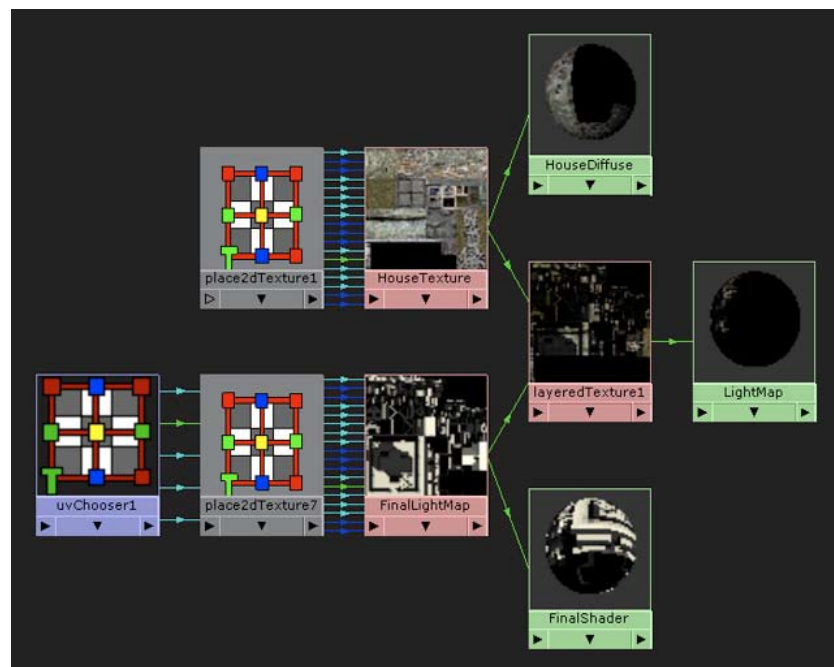 HouseDiffuse
place2dTexture1
HouseTexture
layeredTexture1
LightMap
uvChooser1
place2dTexture7
FinalLightMap
FinalShader